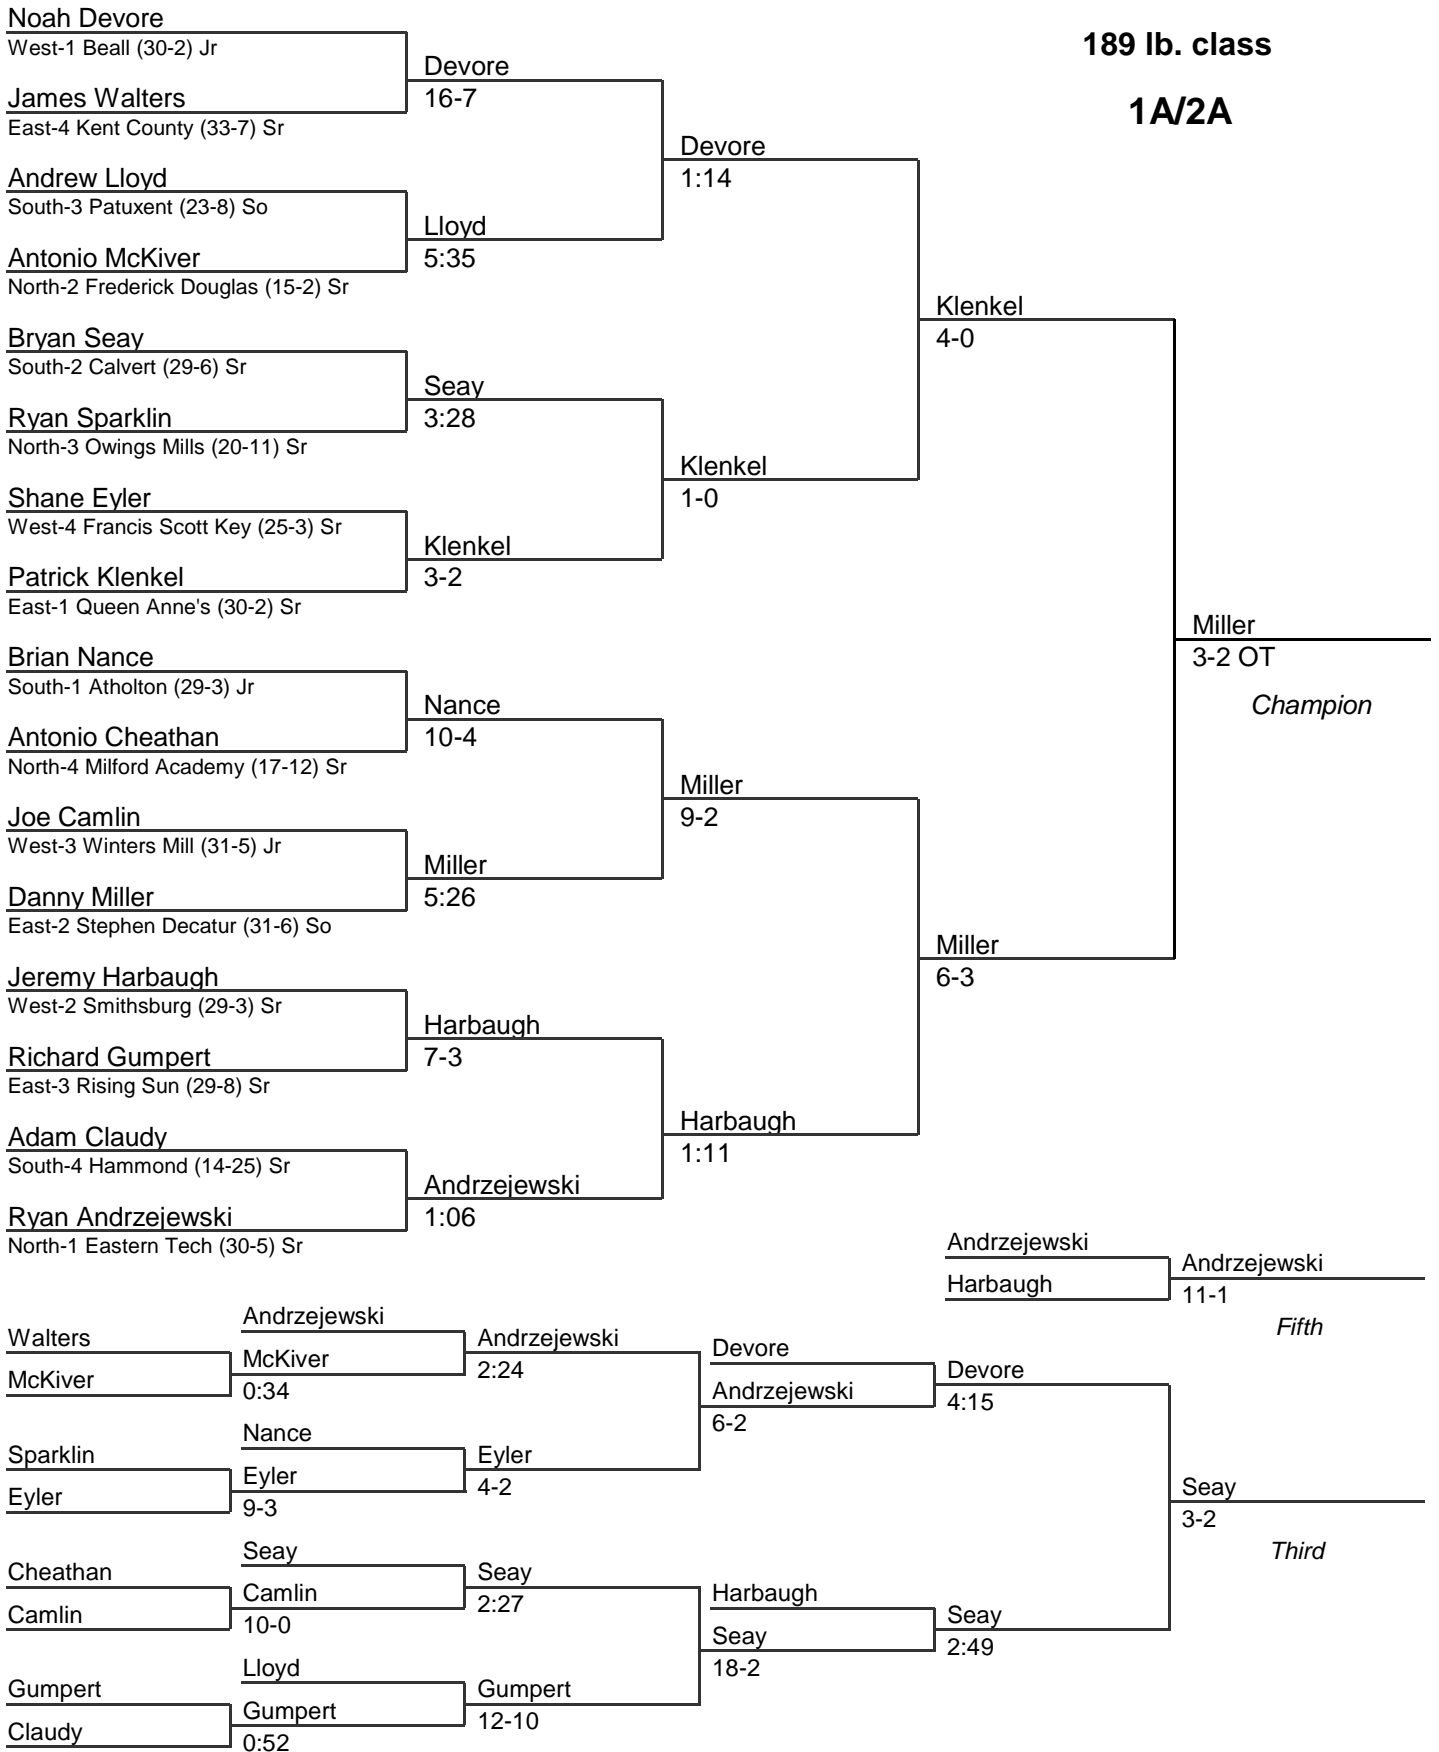 Noah Devore
West-1 Beall (30-2) Jr
James Walters
East-4 Kent County (33-7) Sr
Andrew Lloyd
South-3 Patuxent (23-8) So
Antonio McKiver
North-2 Frederick Douglas (15-2) Sr
Bryan Seay
South-2 Calvert (29-6) Sr
Ryan Sparklin
North-3 Owings Mills (20-11) Sr
Shane Eyler
West-4 Francis Scott Key (25-3) Sr
Patrick Klenkel
East-1 Queen Anne's (30-2) Sr
Brian Nance
South-1 Atholton (29-3) Jr
Antonio Cheathan
North-4 Milford Academy (17-12) Sr
Joe Camlin
West-3 Winters Mill (31-5) Jr
Danny Miller
East-2 Stephen Decatur (31-6) So
Jeremy Harbaugh
West-2 Smithsburg (29-3) Sr
Richard Gumpert
East-3 Rising Sun (29-8) Sr
Adam Claudy
South-4 Hammond (14-25) Sr
Ryan Andrzejewski
North-1 Eastern Tech (30-5) Sr
Devore
16-7
Lloyd
5:35
Seay
3:28
Klenkel
3-2
Nance
10-4
Miller
5:26
Harbaugh
7-3
Andrzejewski
1:06
Devore
1:14
Klenkel
1-0
Miller
9-2
Harbaugh
1:11
Klenkel
4-0
Miller
6-3
189 lb. class
1A/2A
Miller
3-2 OT
Champion
Andrzejewski
Harbaugh
Andrzejewski
11-1
Fifth
Walters
McKiver
Sparklin
Eyler
Cheathan
Camlin
Gumpert
Claudy
Andrzejewski
McKiver
0:34
Nance
Eyler
9-3
Seay
Camlin
10-0
Lloyd
Gumpert
0:52
Andrzejewski
2:24
Eyler
4-2
Seay
2:27
Gumpert
12-10
Devore
Andrzejewski
6-2
Harbaugh
Seay
18-2
Devore
4:15
Seay
2:49
Seay
3-2
Third